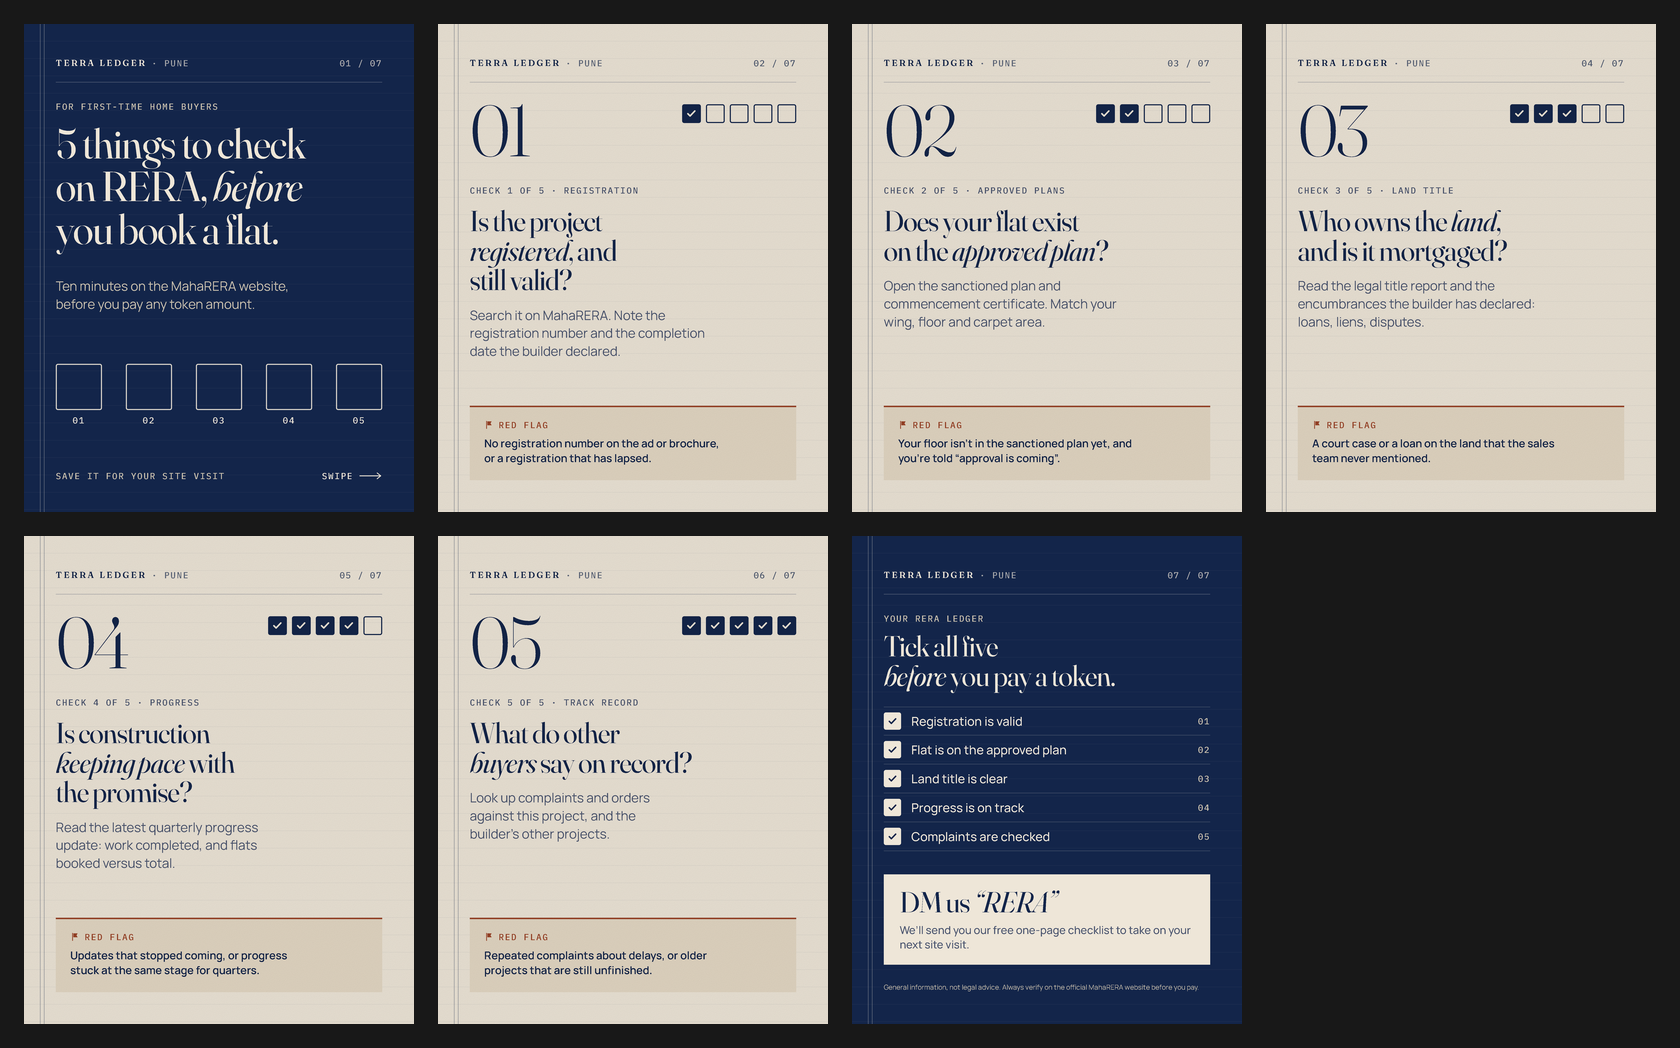 TERRA LEDGER · PUNE 01 / 07
FOR FIRST-TIME HOME BUYERS
5 things to check
on RERA, before
you book a flat.
Ten minutes on the MahaRERA website,
before you pay any token amount.
01 02 03 04 05
SAVE IT FOR YOUR SITE VISIT SWIPE
TERRA LEDGER · PUNE 02 / 07
01
CHECK 1 OF 5 · REGISTRATION
Is the project
registered, and
still valid?
Search it on MahaRERA. Note the
registration number and the completion
date the builder declared.
RED FLAG
No registration number on the ad or brochure,
or a registration that has lapsed.
TERRA LEDGER · PUNE 03 / 07
02
CHECK 2 OF 5 · APPROVED PLANS
Does your flat exist
on the approved plan?
Open the sanctioned plan and
commencement certificate. Match your
wing, floor and carpet area.
RED FLAG
Your floor isn’t in the sanctioned plan yet, and
you’re told “approval is coming”.
TERRA LEDGER · PUNE 04 / 07
03
CHECK 3 OF 5 · LAND TITLE
Who owns the land,
and is it mortgaged?
Read the legal title report and the
encumbrances the builder has declared:
loans, liens, disputes.
RED FLAG
A court case or a loan on the land that the sales
team never mentioned.
TERRA LEDGER · PUNE 05 / 07
04
CHECK 4 OF 5 · PROGRESS
Is construction
keeping pace with
the promise?
Read the latest quarterly progress
update: work completed, and flats
booked versus total.
RED FLAG
Updates that stopped coming, or progress
stuck at the same stage for quarters.
TERRA LEDGER · PUNE 06 / 07
05
CHECK 5 OF 5 · TRACK RECORD
What do other
buyers say on record?
Look up complaints and orders
against this project, and the
builder’s other projects.
RED FLAG
Repeated complaints about delays, or older
projects that are still unfinished.
TERRA LEDGER · PUNE 07 / 07
YOUR RERA LEDGER
Tick all five
before you pay a token.
Registration is valid 01
Flat is on the approved plan 02
Land title is clear 03
Progress is on track 04
Complaints are checked 05
DM us “RERA”
We’ll send you our free one-page checklist to take on your
next site visit.
General information, not legal advice. Always verify on the official MahaRERA website before you pay.